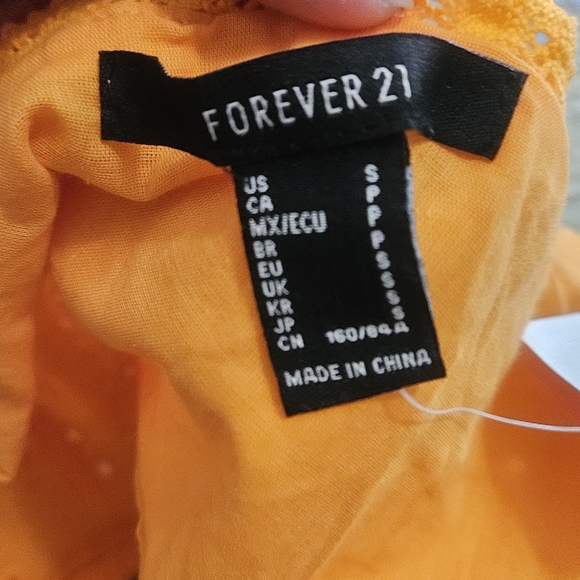 FOREVER 21
US S
CA P
MX/ECU P
BR P
EU S
UK S
KR S
JP S
CN 160/84A
MADE IN CHINA